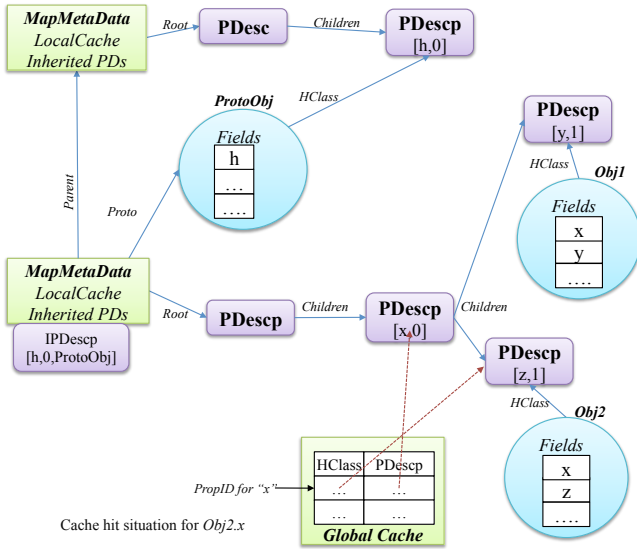 MapMetaData
LocalCache
Inherited PDs
Root
PDesc
Children
PDescp
[h,0]
HClass
ProtoObj
Fields
h
...
....
Parent
Proto
PDescp
[y,1]
HClass
Obj1
Fields
x
y
....
MapMetaData
LocalCache
Inherited PDs
IPDescp
[h,0,ProtoObj]
Root
PDescp
Children
PDescp
[x,0]
Children
PDescp
[z,1]
HClass
Obj2
Fields
x
z
....
HClass PDescp
PropID for “x”
... ...
... ...
Global Cache
Cache hit situation for Obj2.x